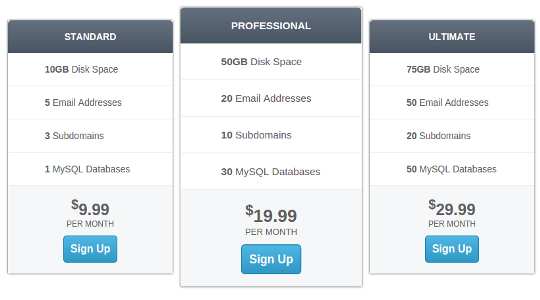 STANDARD
10GB Disk Space
5 Email Addresses
3 Subdomains
1 MySQL Databases
$9.99
PER MONTH
Sign Up
PROFESSIONAL
50GB Disk Space
20 Email Addresses
10 Subdomains
30 MySQL Databases
$19.99
PER MONTH
Sign Up
ULTIMATE
75GB Disk Space
50 Email Addresses
20 Subdomains
50 MySQL Databases
$29.99
PER MONTH
Sign Up